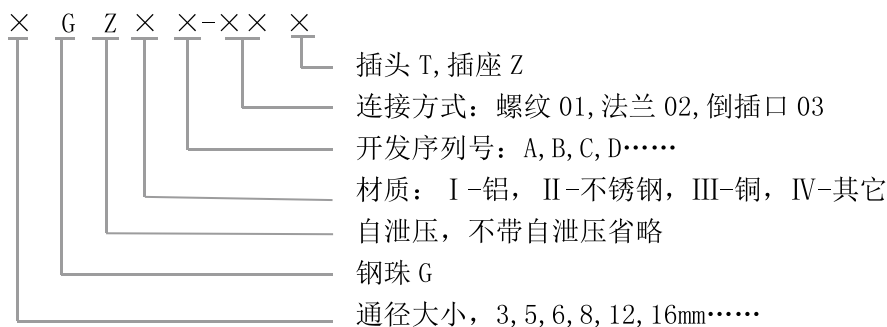 × G Z × ×-×× ×
插头 T,插座 Z
连接方式：螺纹 01,法兰 02,倒插口 03
开发序列号：A,B,C,D……
材质：Ⅰ-铝，Ⅱ-不锈钢，Ⅲ-铜，Ⅳ-其它
自泄压，不带自泄压省略
钢珠 G
通径大小，3,5,6,8,12,16mm……